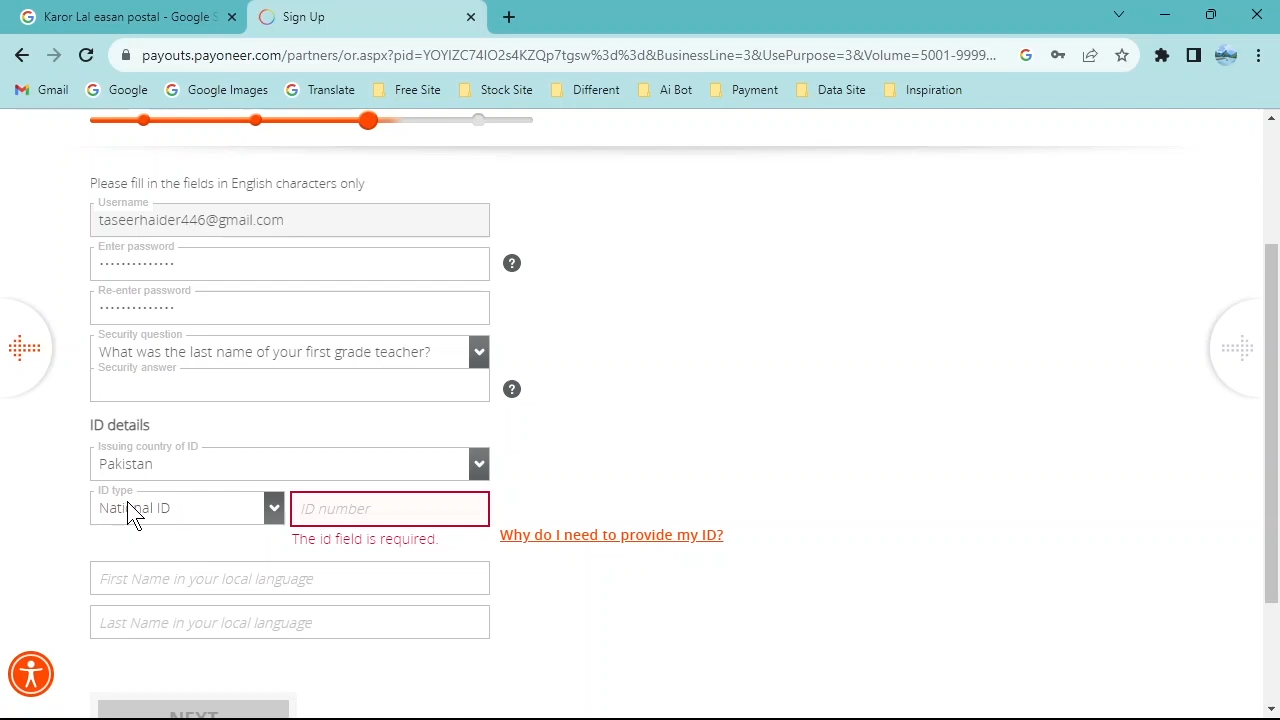 Karor Lal easan postal - Google S
Sign Up
payouts.payoneer.com/partners/or.aspx?pid=YOYIZC74IO2s4KZQp7tgsw%3d%3d&BusinessLine=3&UsePurpose=3&Volume=5001-9999...
Gmail Google Google Images Translate Free Site Stock Site Different Ai Bot Payment Data Site Inspiration
Please fill in the fields in English characters only
Username
taseerhaider446@gmail.com
Enter password
Re-enter password
Security question
What was the last name of your first grade teacher?
Security answer
ID details
Issuing country of ID
Pakistan
ID type
National ID
ID number
The id field is required.
Why do I need to provide my ID?
First Name in your local language
Last Name in your local language
NEXT